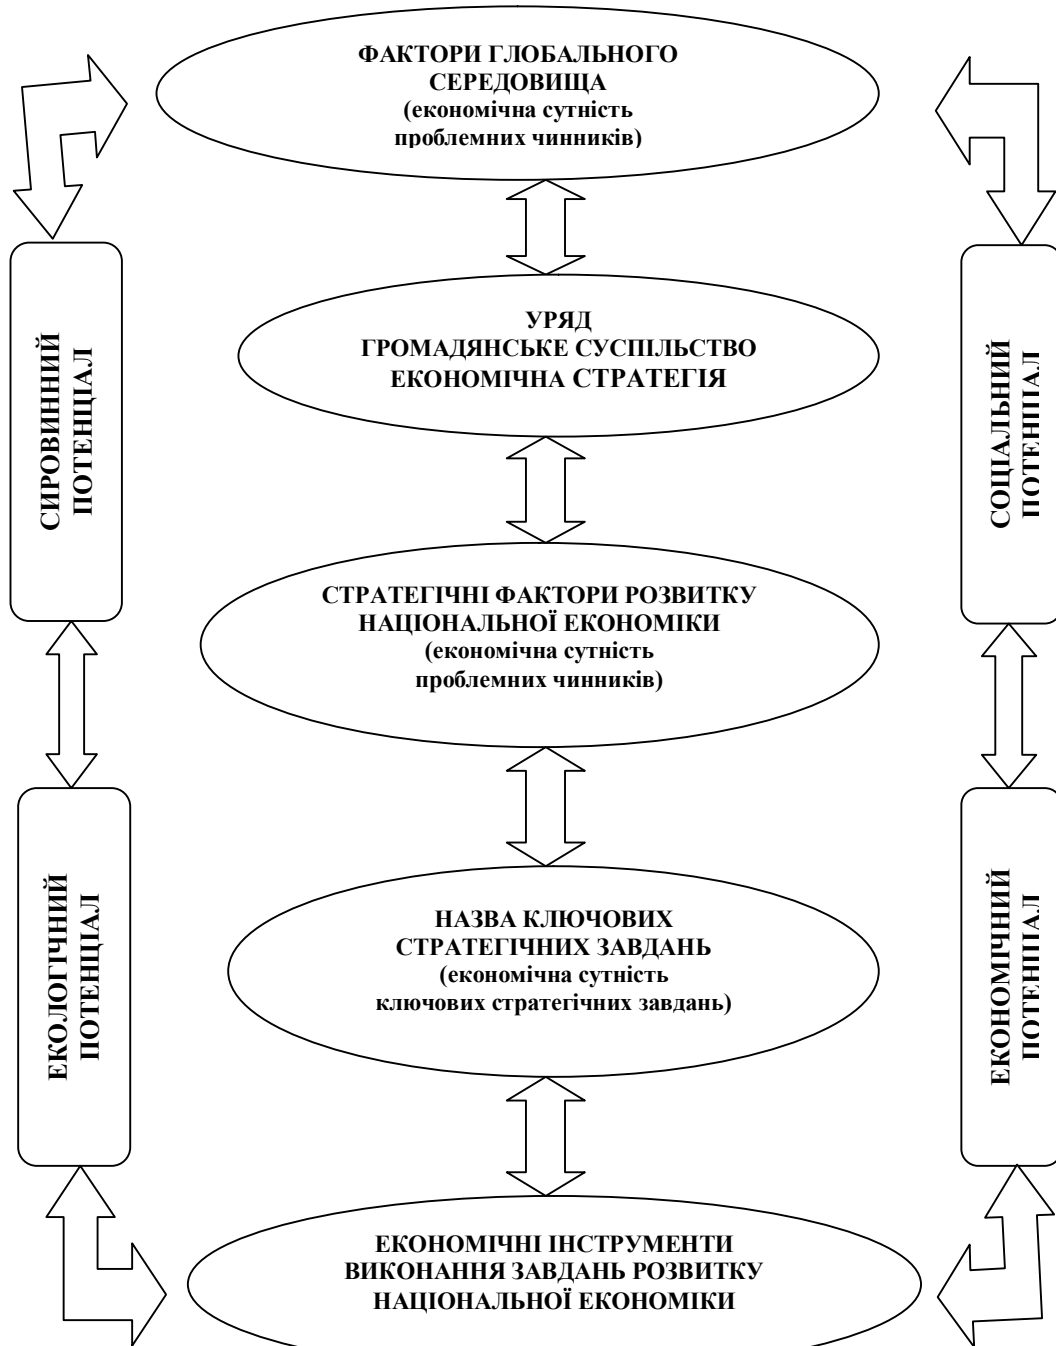 ФАКТОРИ ГЛОБАЛЬНОГО
СЕРЕДОВИЩА
(економічна сутність
проблемних чинників)
УРЯД
ГРОМАДЯНСЬКЕ СУСПІЛЬСТВО
ЕКОНОМІЧНА СТРАТЕГІЯ
СИРОВИННИЙ
ПОТЕНЦІАЛ
СОЦІАЛЬНИЙ
ПОТЕНЦІАЛ
СТРАТЕГІЧНІ ФАКТОРИ РОЗВИТКУ
НАЦІОНАЛЬНОЇ ЕКОНОМІКИ
(економічна сутність
проблемних чинників)
НАЗВА КЛЮЧОВИХ
СТРАТЕГІЧНИХ ЗАВДАНЬ
(економічна сутність
ключових стратегічних завдань)
ЕКОЛОГІЧНИЙ
ПОТЕНЦІАЛ
ЕКОНОМІЧНИЙ
ПОТЕНЦІАЛ
ЕКОНОМІЧНІ ІНСТРУМЕНТИ
ВИКОНАННЯ ЗАВДАНЬ РОЗВИТКУ
НАЦІОНАЛЬНОЇ ЕКОНОМІКИ